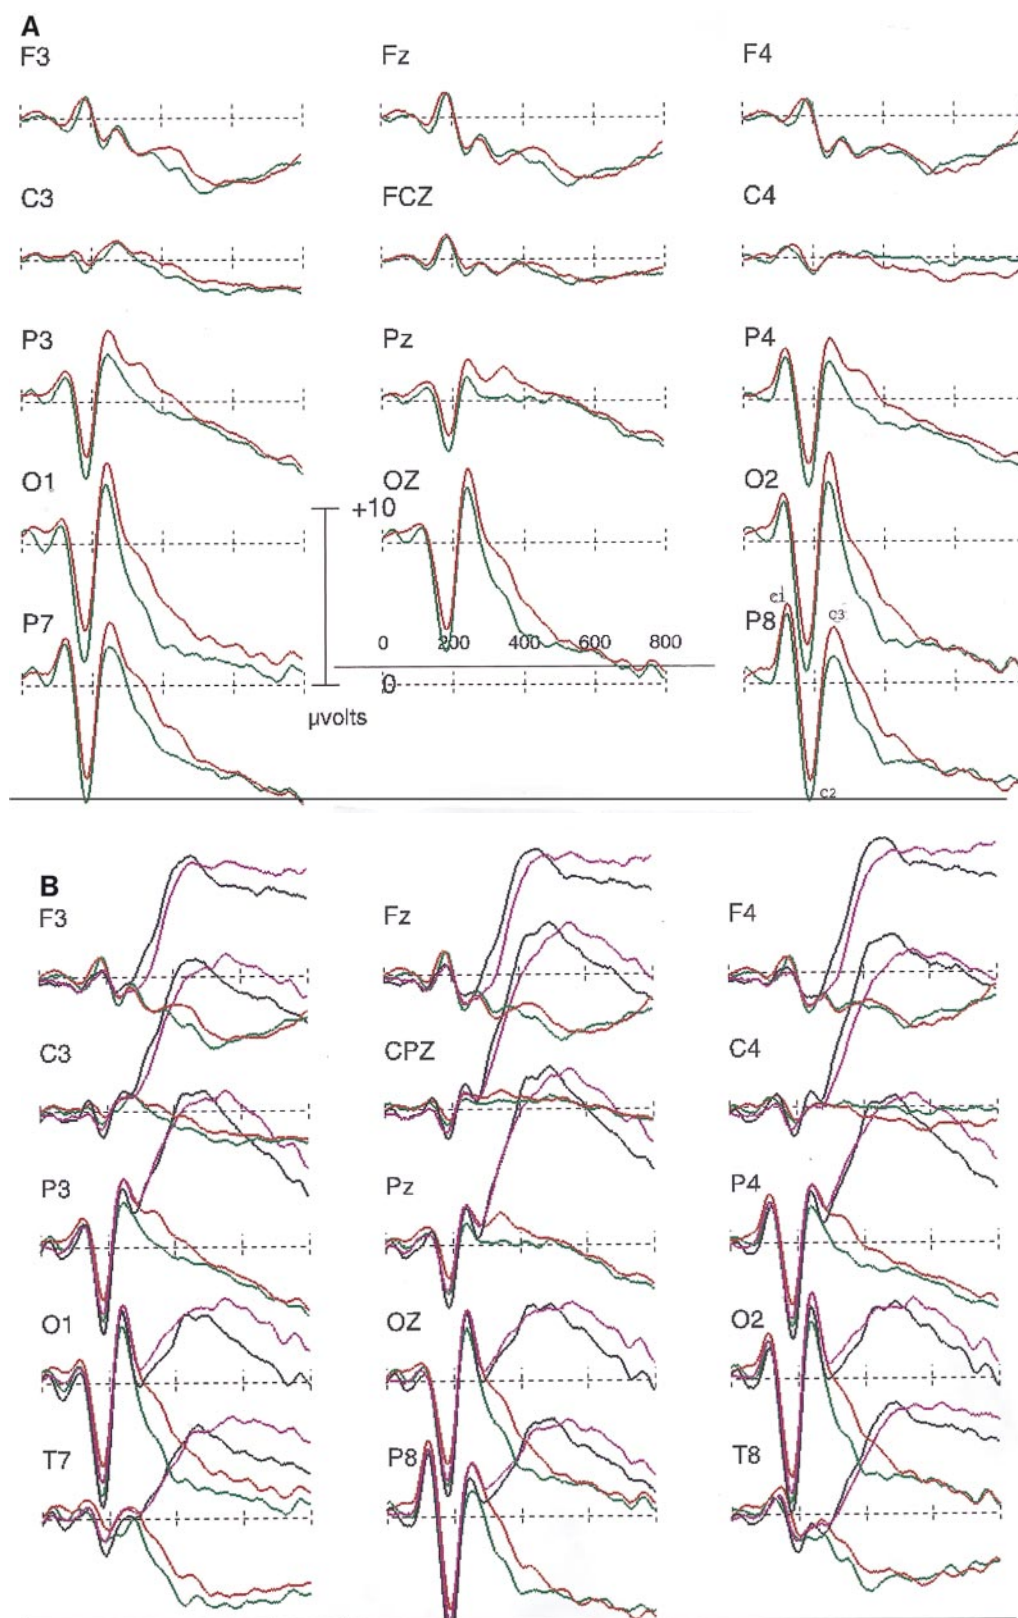 A
F3 Fz F4
C3 FCZ C4
P3 Pz P4
O1 OZ O2
+10
P7 c1 c3 P8
0 200 400 600 800
0
µvolts
c2
B
F3 Fz F4
C3 CPZ C4
P3 Pz P4
O1 OZ O2
T7 P8 T8